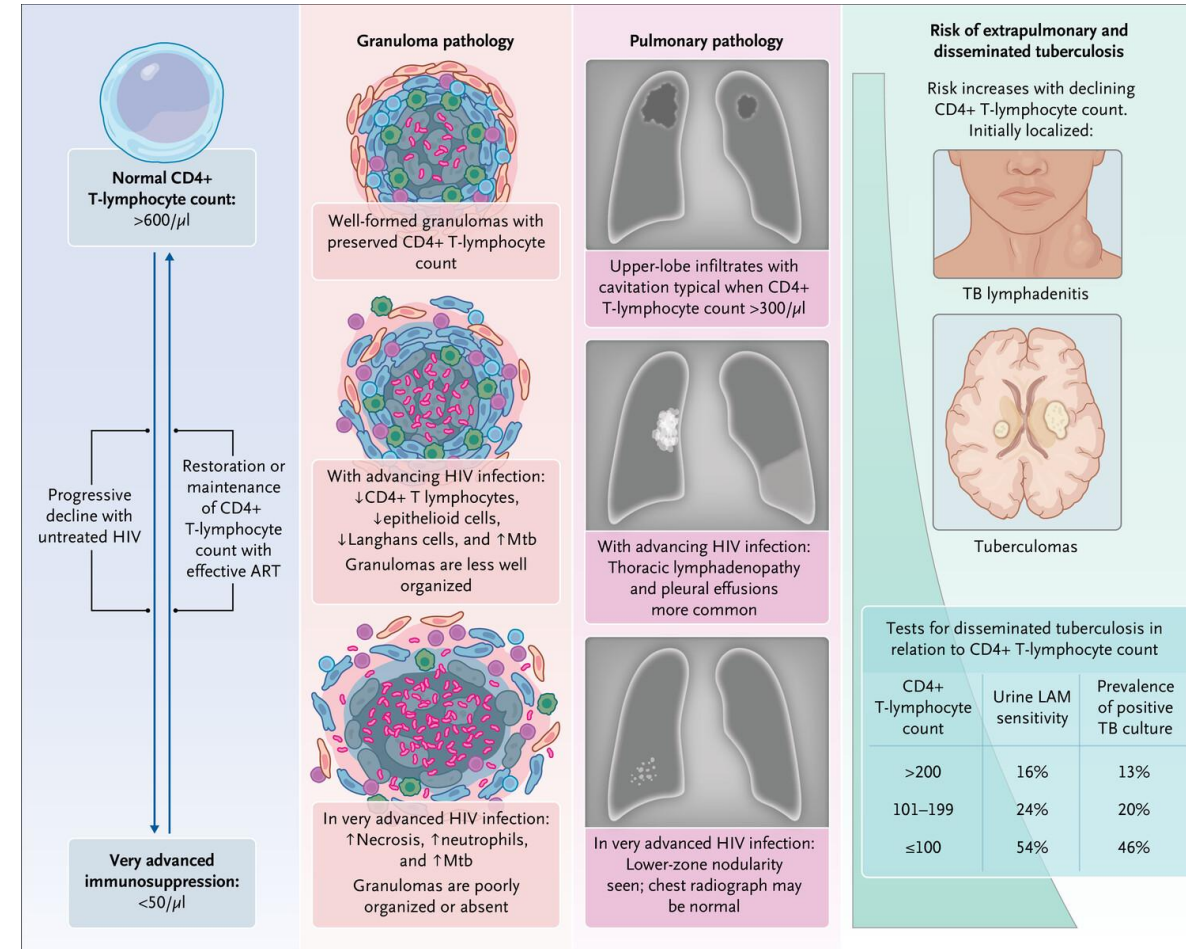 Normal CD4+
T-lymphocyte count:
>600/µl
Progressive
decline with
untreated HIV
Restoration or
maintenance
of CD4+
T-lymphocyte
count with
effective ART
Very advanced
immunosuppression:
<50/µl
Granuloma pathology
Well-formed granulomas with
preserved CD4+ T-lymphocyte
count
With advancing HIV infection:
↓CD4+ T lymphocytes,
↓epithelioid cells,
↓Langhans cells, and ↑Mtb
Granulomas are less well
organized
In very advanced HIV infection:
↑Necrosis, ↑neutrophils,
and ↑Mtb
Granulomas are poorly
organized or absent
Pulmonary pathology
Upper-lobe infiltrates with
cavitation typical when CD4+
T-lymphocyte count >300/µl
With advancing HIV infection:
Thoracic lymphadenopathy
and pleural effusions
more common
In very advanced HIV infection:
Lower-zone nodularity
seen; chest radiograph may
be normal
Risk of extrapulmonary and
disseminated tuberculosis
Risk increases with declining
CD4+ T-lymphocyte count.
Initially localized:
TB lymphadenitis
Tuberculomas
Tests for disseminated tuberculosis in
relation to CD4+ T-lymphocyte count
CD4+
T-lymphocyte
count
Urine LAM
sensitivity
Prevalence
of positive
TB culture
>200 16% 13%
101–199 24% 20%
≤100 54% 46%